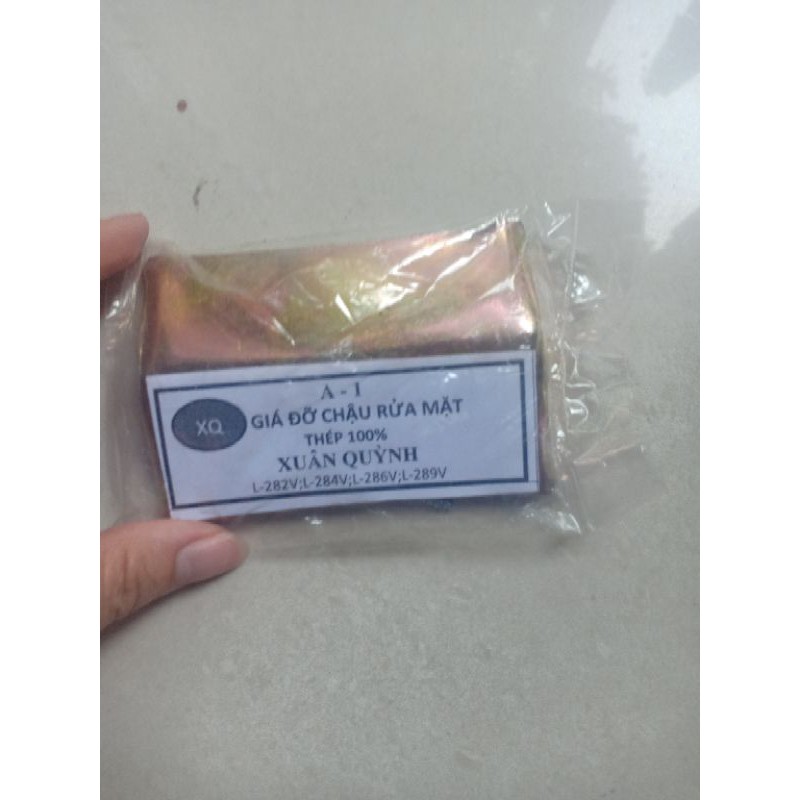 A - 1
XQ
GIÁ ĐỠ CHẬU RỬA MẶT
THÉP 100%
XUÂN QUỲNH
L-282V;L-284V;L-286V;L-289V